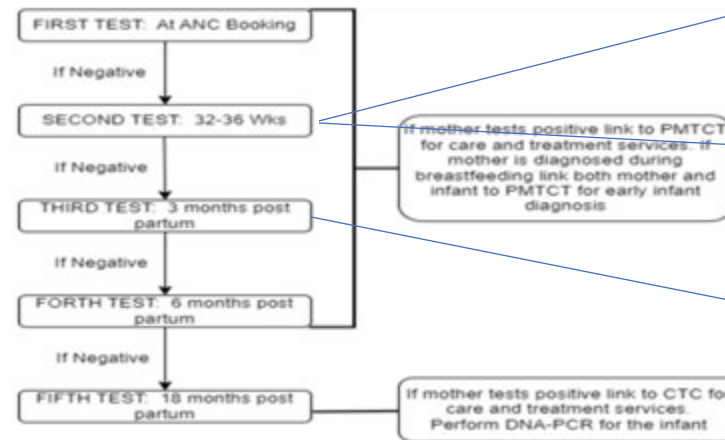 FIRST TEST: At ANC Booking
If Negative
SECOND TEST: 32-36 Wks
If Negative
THIRD TEST: 3 months post
partum
If Negative
FORTH TEST: 6 months post
partum
If Negative
FIFTH TEST: 18 months post
partum
If mother tests positive link to PMTCT
for care and treatment services. If
mother is diagnosed during
breastfeeding link both mother and
infant to PMTCT for early infant
diagnosis
If mother tests positive link to CTC for
care and treatment services.
Perform DNA-PCR for the infant